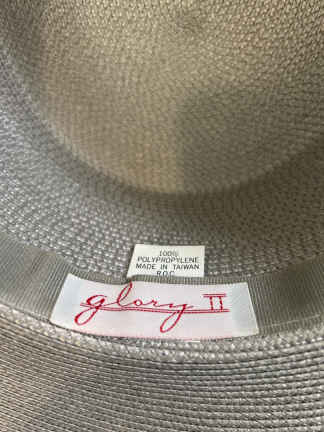 100%
POLYPROPYLENE
MADE IN TAIWAN
R.O.C.
glory II